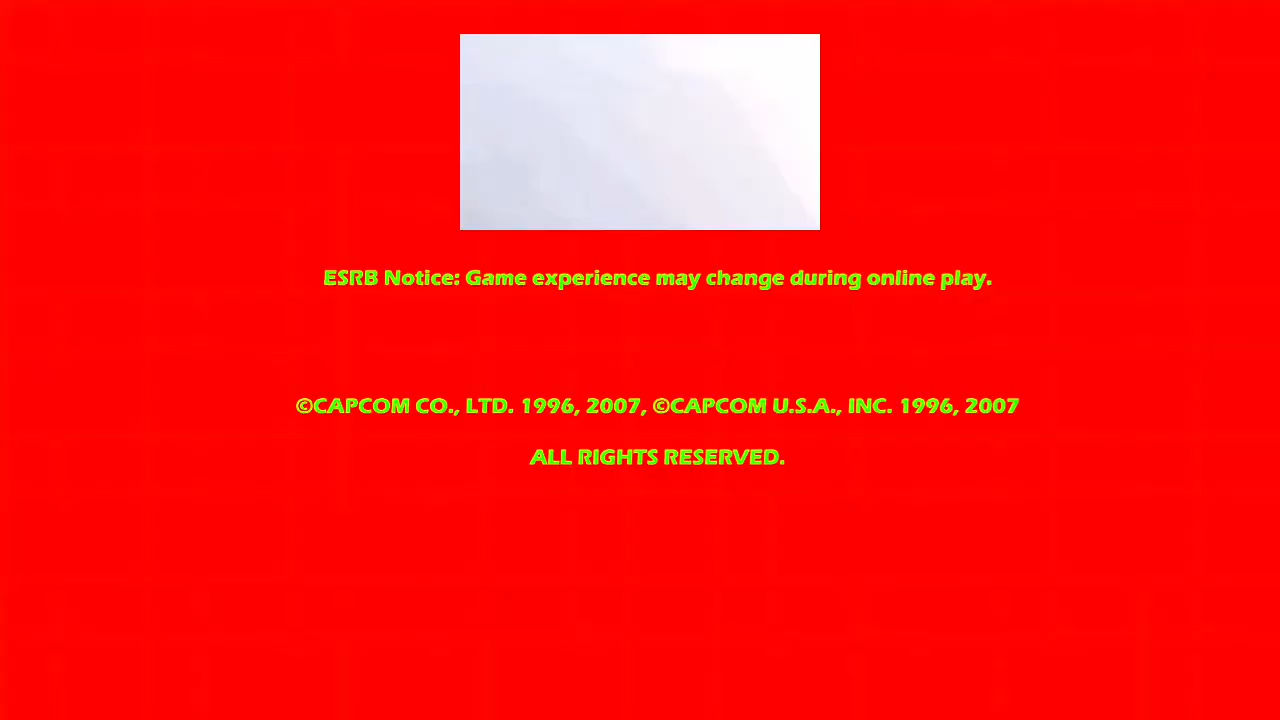 ESRB Notice: Game experience may change during online play.
©CAPCOM CO., LTD. 1996, 2007, ©CAPCOM U.S.A., INC. 1996, 2007
ALL RIGHTS RESERVED.